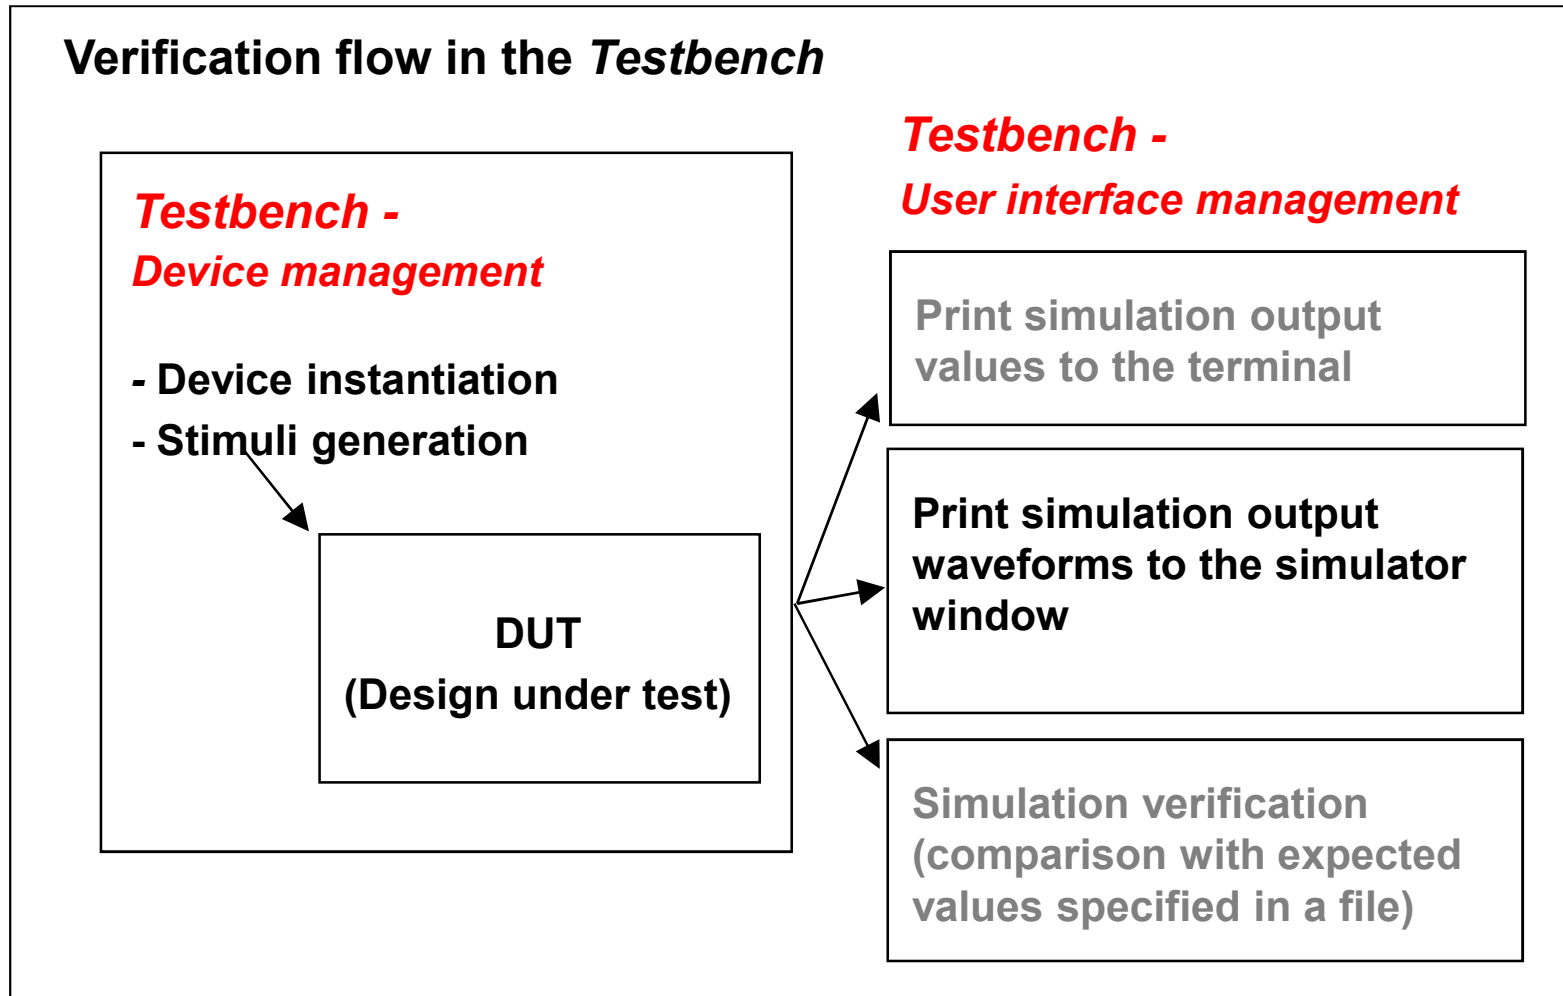 Verification flow in the Testbench
Testbench -
Device management
- Device instantiation
- Stimuli generation
DUT
(Design under test)
Testbench -
User interface management
Print simulation output
values to the terminal
Print simulation output
waveforms to the simulator
window
Simulation verification
(comparison with expected
values specified in a file)